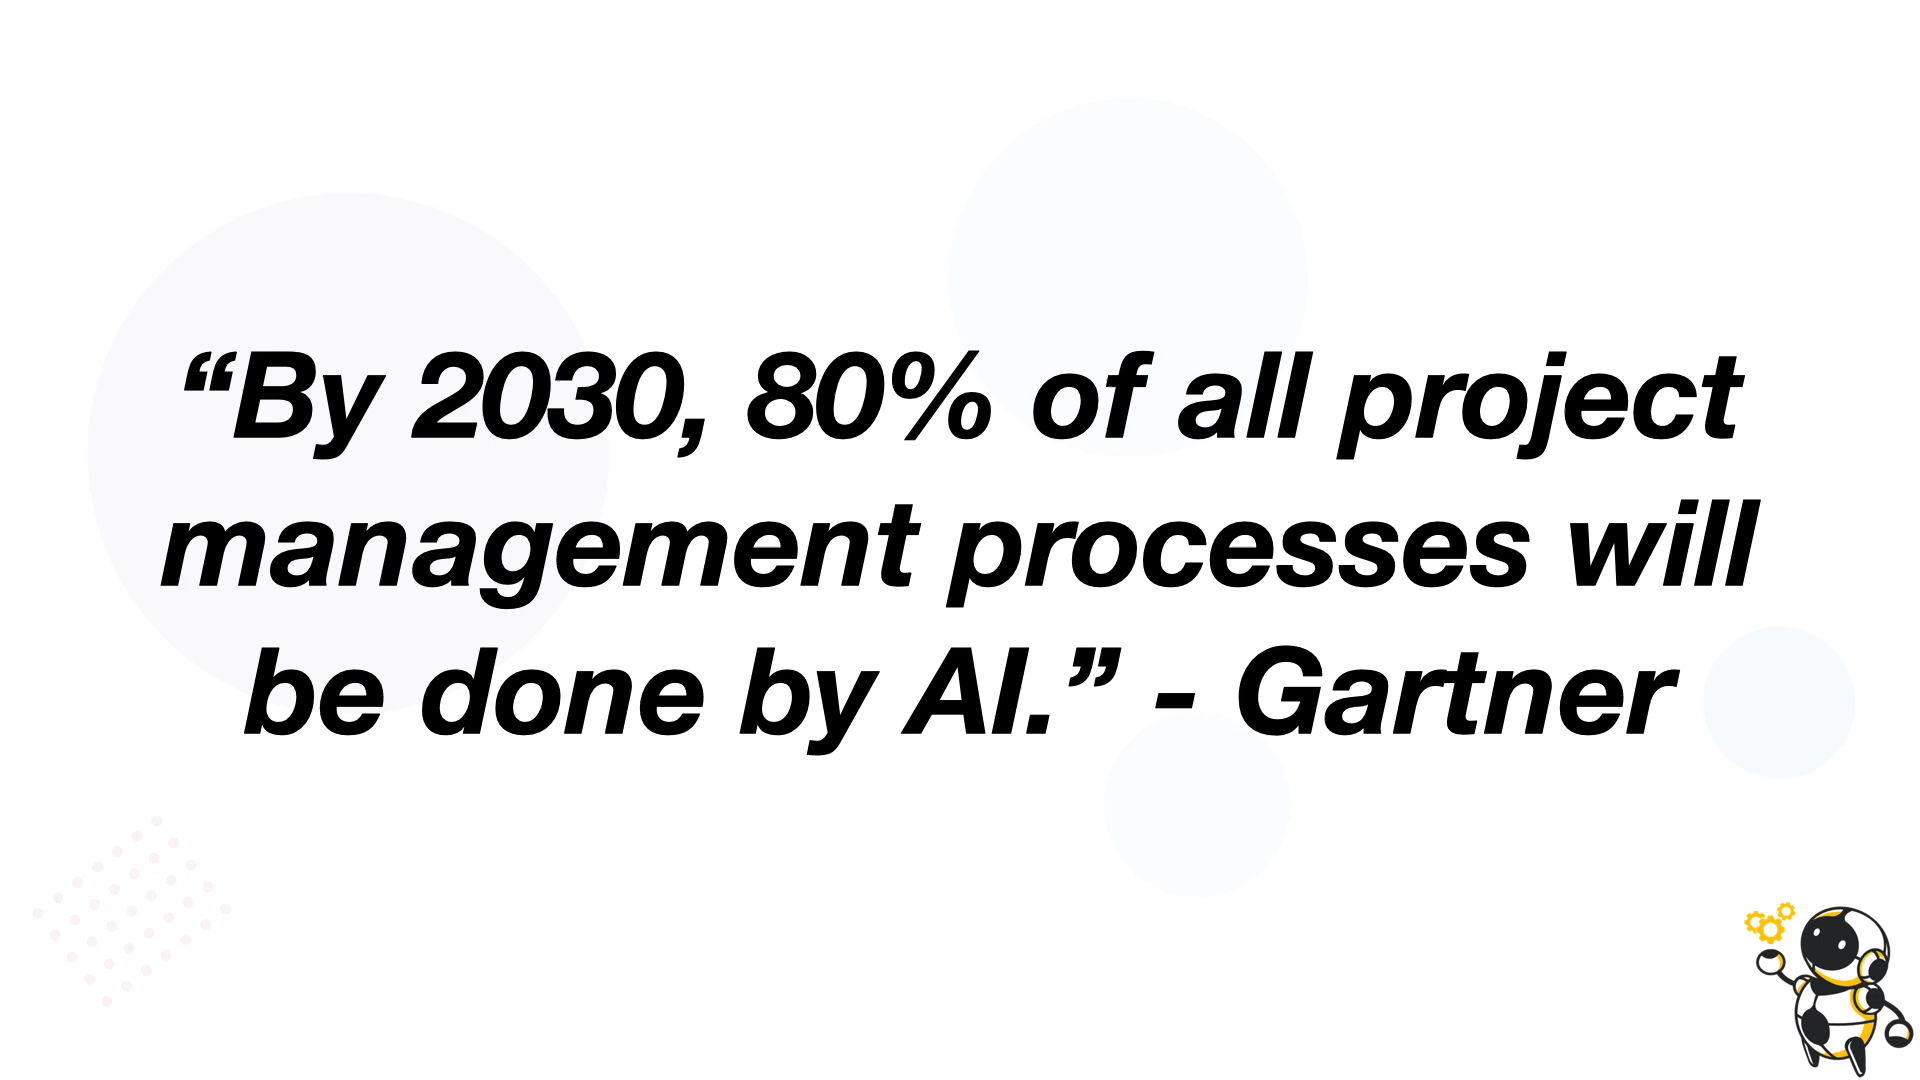 “By 2030, 80% of all project
management processes will
be done by AI.” - Gartner